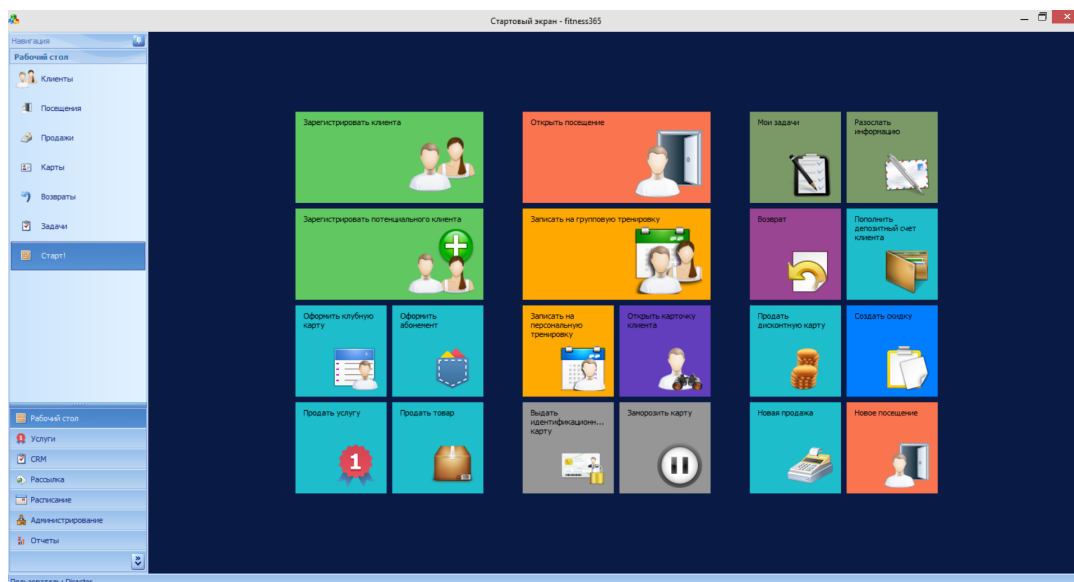 Стартовый экран - fitness365
Навигация
Рабочий стол
Клиенты
Посещения
Продажи
Карты
Возвраты
Задачи
Старт!
Рабочий стол
Услуги
CRM
Рассылка
Расписание
Администрирование
Отчеты
Пользователь: Director
Зарегистрировать клиента
Зарегистрировать потенциального клиента
Оформить клубную
карту
Оформить
абонемент
Продать услугу
1
Продать товар
Открыть посещение
Записать на групповую тренировку
Записать на
персональную
тренировку
Открыть карточку
клиента
Выдать
идентификационн...
карту
Заморозить карту
Мои задачи
Разослать
информацию
Возврат
Пополнить
депозитный счет
клиента
Продать
дисконтную карту
Создать скидку
Новая продажа
Новое посещение